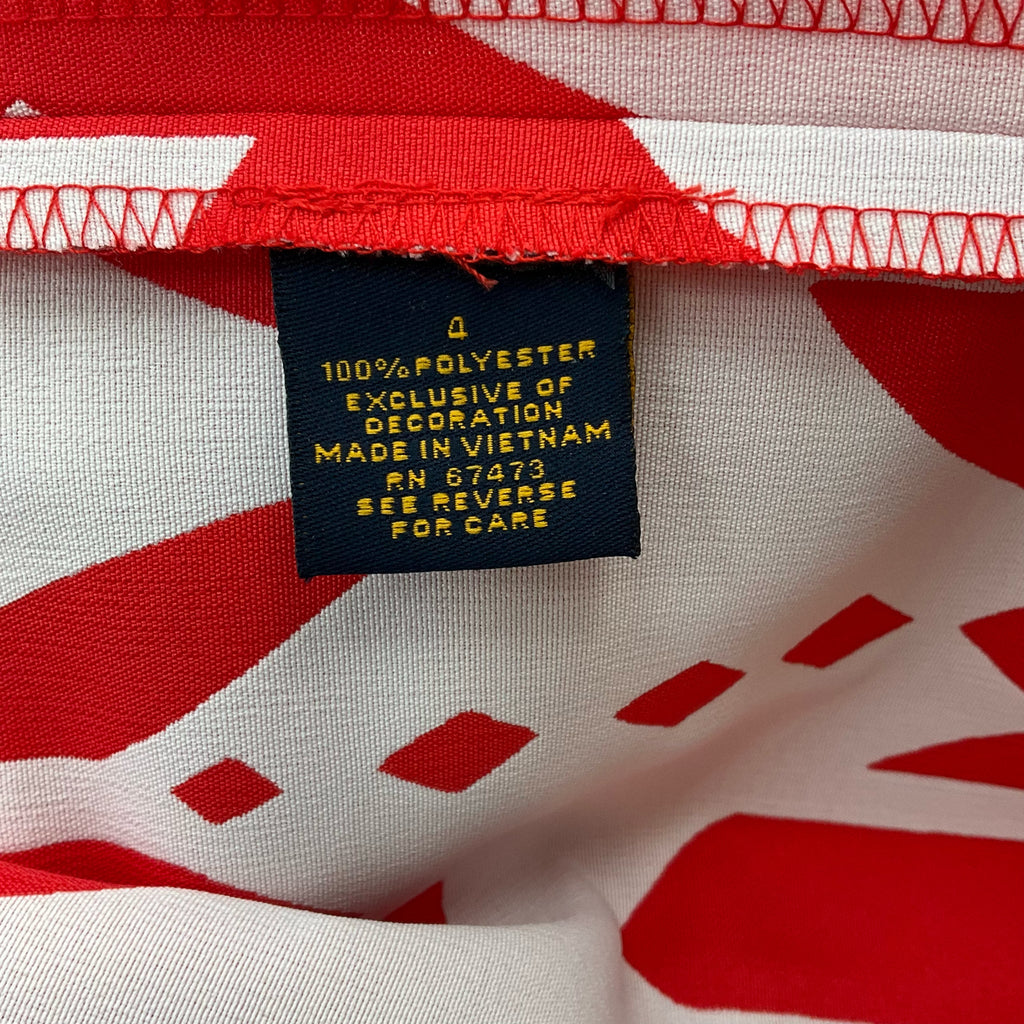 4
100% POLYESTER
EXCLUSIVE OF
DECORATION
MADE IN VIETNAM
RN 67473
SEE REVERSE
FOR CARE